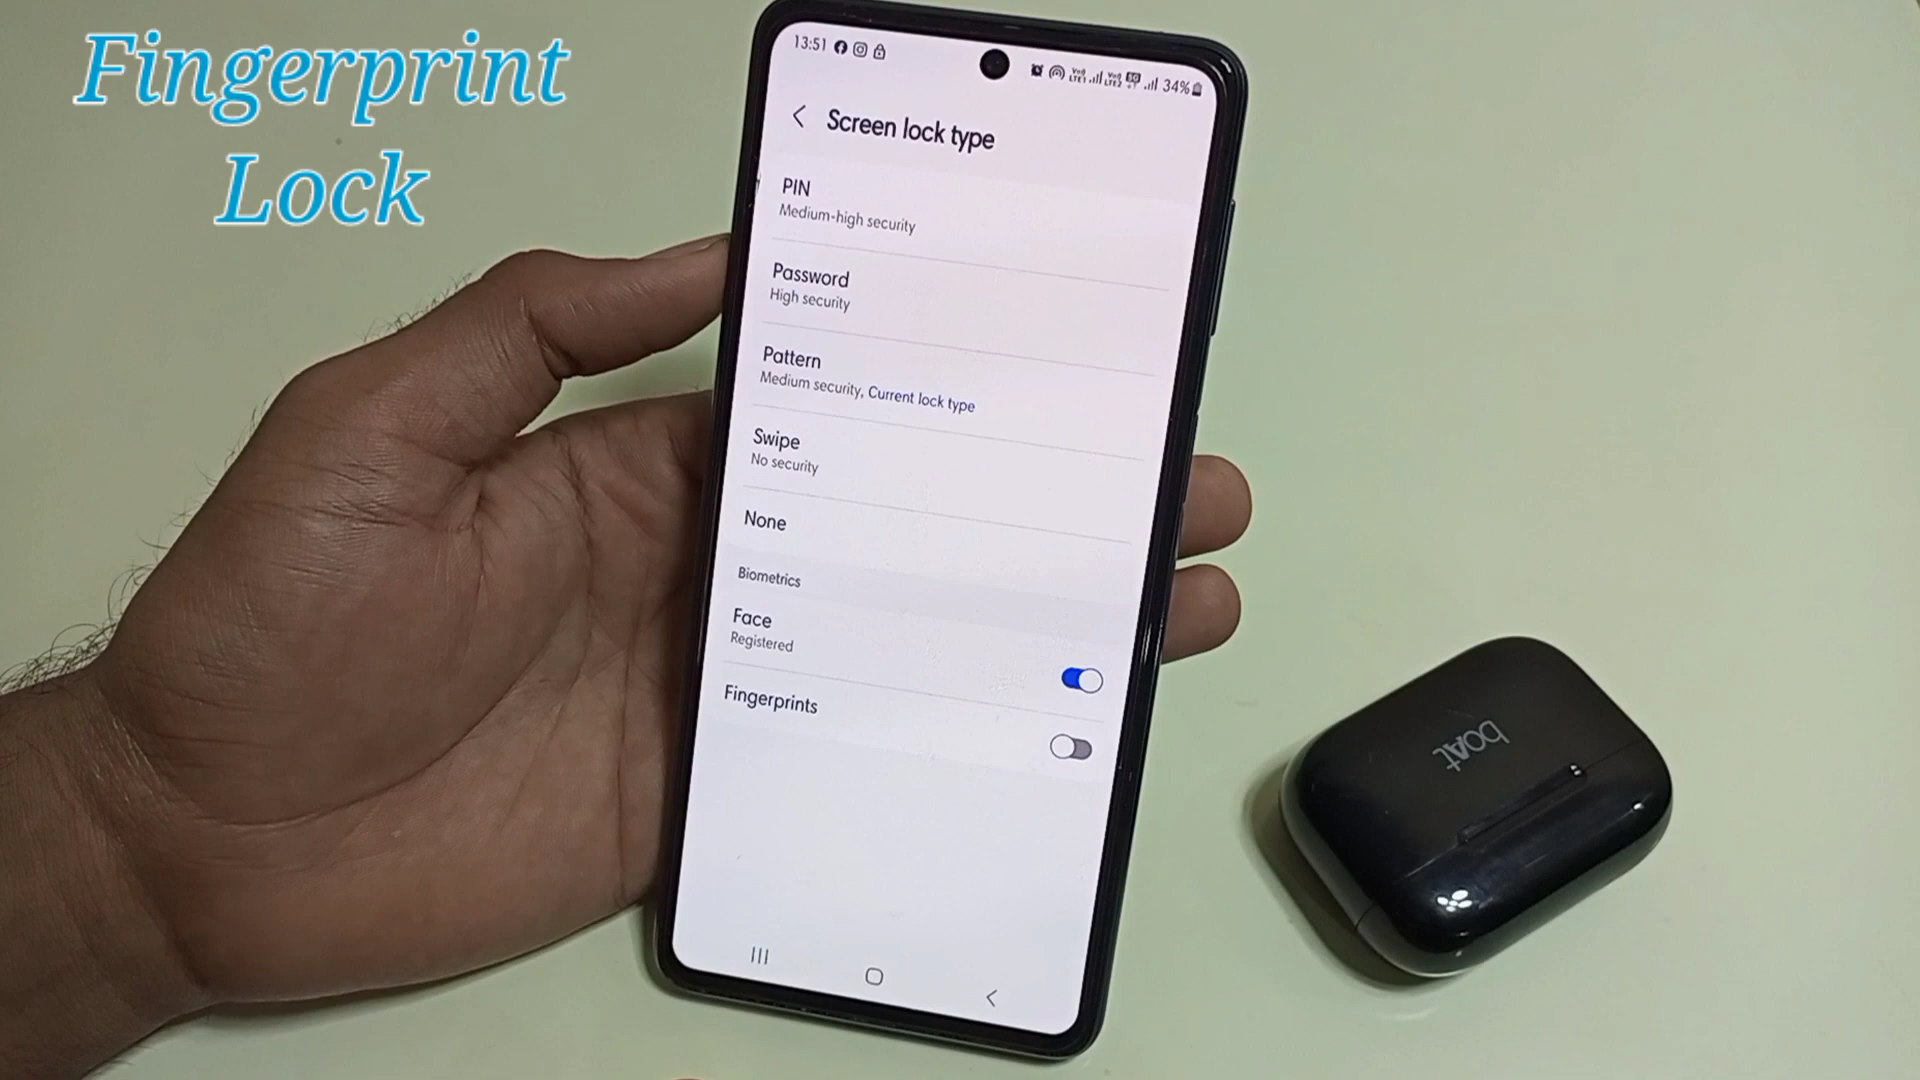 Fingerprint
Lock
13:51 34%
Screen lock type
PIN
Medium-high security
Password
High security
Pattern
Medium security, Current lock type
Swipe
No security
None
Biometrics
Face
Registered
Fingerprints
boAt